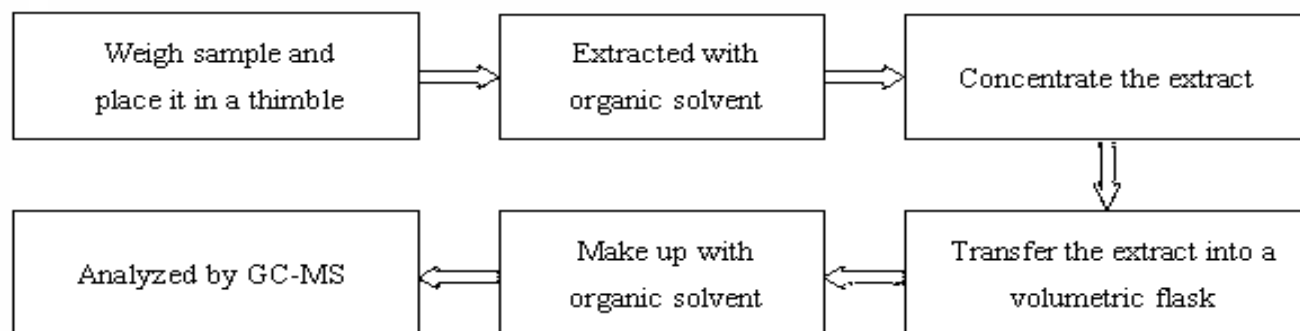 Weigh sample and
place it in a thimble
Extracted with
organic solvent
Concentrate the extract
Transfer the extract into a
volumetric flask
Make up with
organic solvent
Analyzed by GC-MS